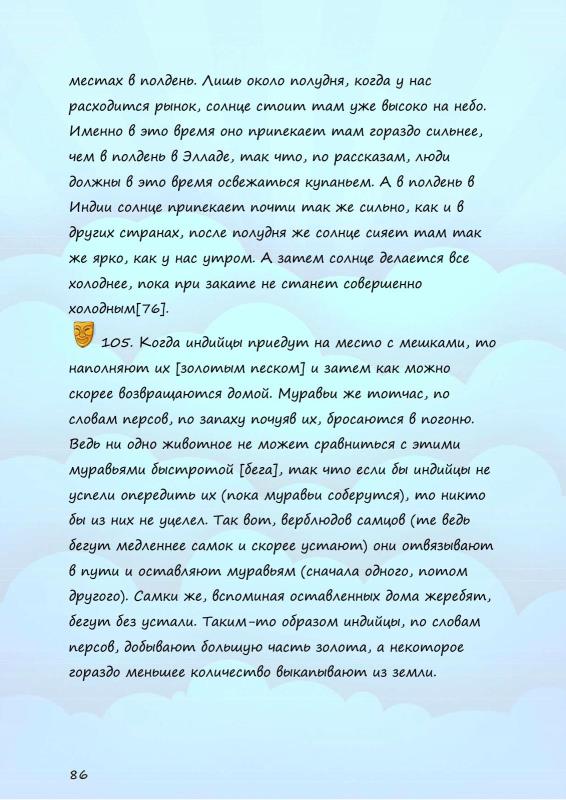 местах в полдень. Лишь около полудня, когда у нас
расходится рынок, солнце стоит там уже высоко на небо.
Именно в это время оно припекает там гораздо сильнее,
чем в полдень в Элладе, так что, по рассказам, люди
должны в это время освежаться купаньем. А в полдень в
Индии солнце припекает почти так же сильно, как и в
других странах, после полудня же солнце сияет там так
же ярко, как у нас утром. А затем солнце делается все
холоднее, пока при закате не станет совершенно
холодным[76].
105. Когда индийцы приедут на место с мешками, то
наполняют их [золотым песком] и затем как можно
скорее возвращаются домой. Муравьи же тотчас, по
словам персов, по запаху почуяв их, бросаются в погоню.
Ведь ни одно животное не может сравниться с этими
муравьями быстротой [бега], так что если бы индийцы не
успели опередить их (пока муравьи соберутся), то никто
бы из них не уцелел. Так вот, верблюдов самцов (те ведь
бегут медленнее самок и скорее устают) они отвязывают
в пути и оставляют муравьям (сначала одного, потом
другого). Самки же, вспоминая оставленных дома жеребят,
бегут без устали. Таким-то образом индийцы, по словам
персов, добывают большую часть золота, а некоторое
гораздо меньшее количество выкапывают из земли.
86